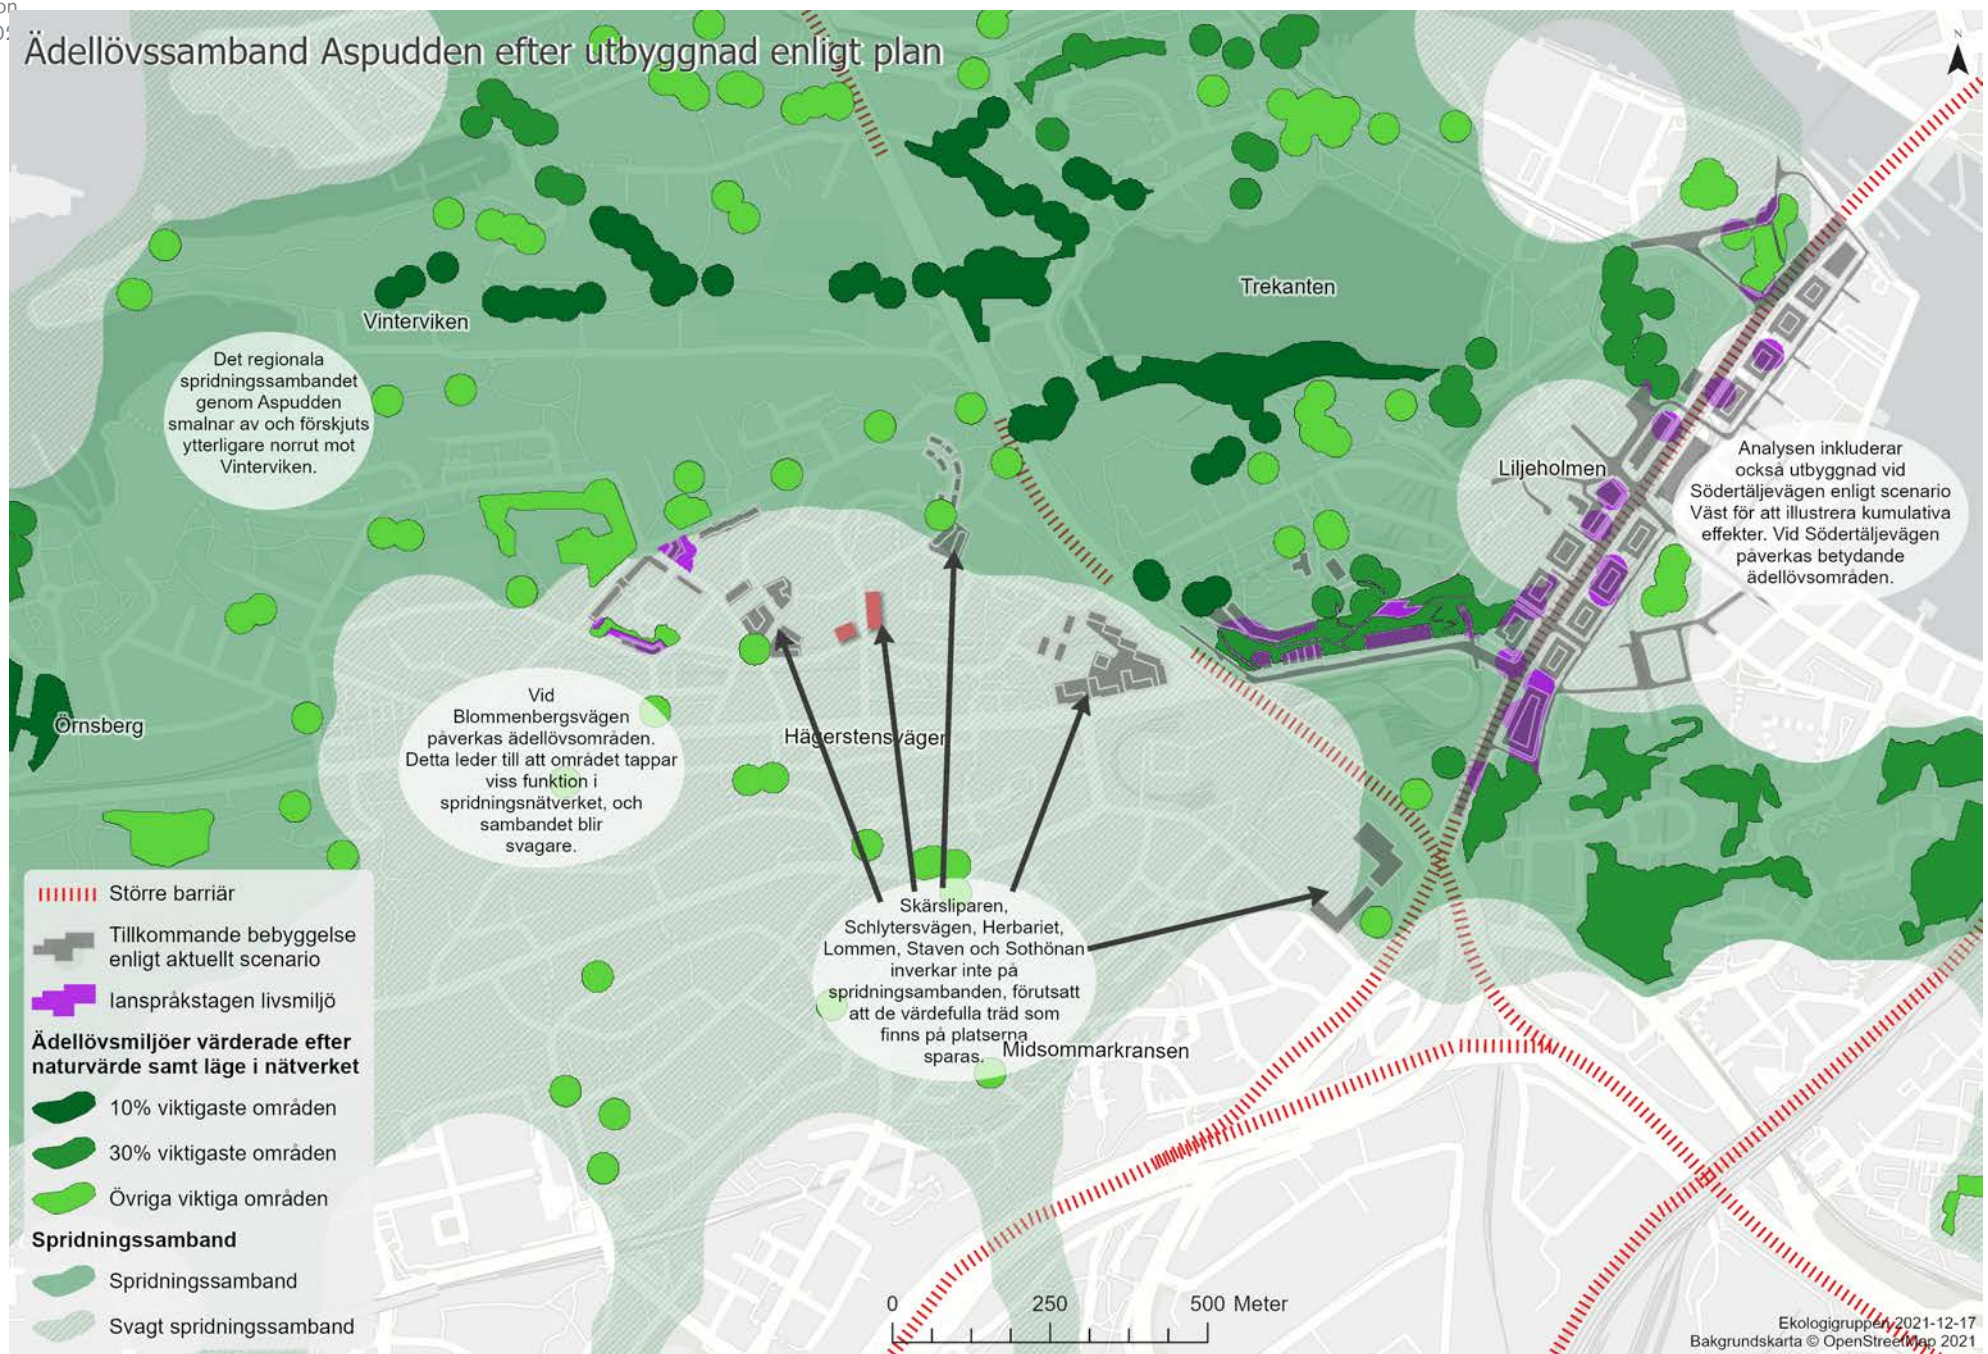 on
Ädellövssamband Aspudden efter utbyggnad enligt plan
N
Trekanten
Vinterviken
Det regionala
spridningssambandet
genom Aspudden
smalnar av och förskjuts
ytterligare norrut mot
Vinterviken.
Liljeholmen
Analysen inkluderar
också utbyggnad vid
Södertäljevägen enligt scenario
Väst för att illustrera kumulativa
effekter. Vid Södertäljevägen
påverkas betydande
ädellövsområden.
Örnsberg
Vid
Blommenbergsvägen
påverkas ädellövsområden.
Detta leder till att området tappar
viss funktion i
spridningsnätverket, och
sambandet blir
svagare.
Hägerstensvägen
Skärsliparen,
Schlytersvägen, Herbariet,
Lommen, Staven och Sothönan
inverkar inte på
spridningsambanden, förutsatt
att de värdefulla träd som
finns på platserna
sparas.
Midsommarkransen
Större barriär
Tillkommande bebyggelse
enligt aktuellt scenario
Ianspråkstagen livsmiljö
Ädellövsmiljöer värderade efter
naturvärde samt läge i nätverket
10% viktigaste områden
30% viktigaste områden
Övriga viktiga områden
Spridningssamband
Spridningssamband
Svagt spridningssamband
0 250 500 Meter
Ekologigruppen 2021-12-17
Bakgrundskarta © OpenStreetMap 2021